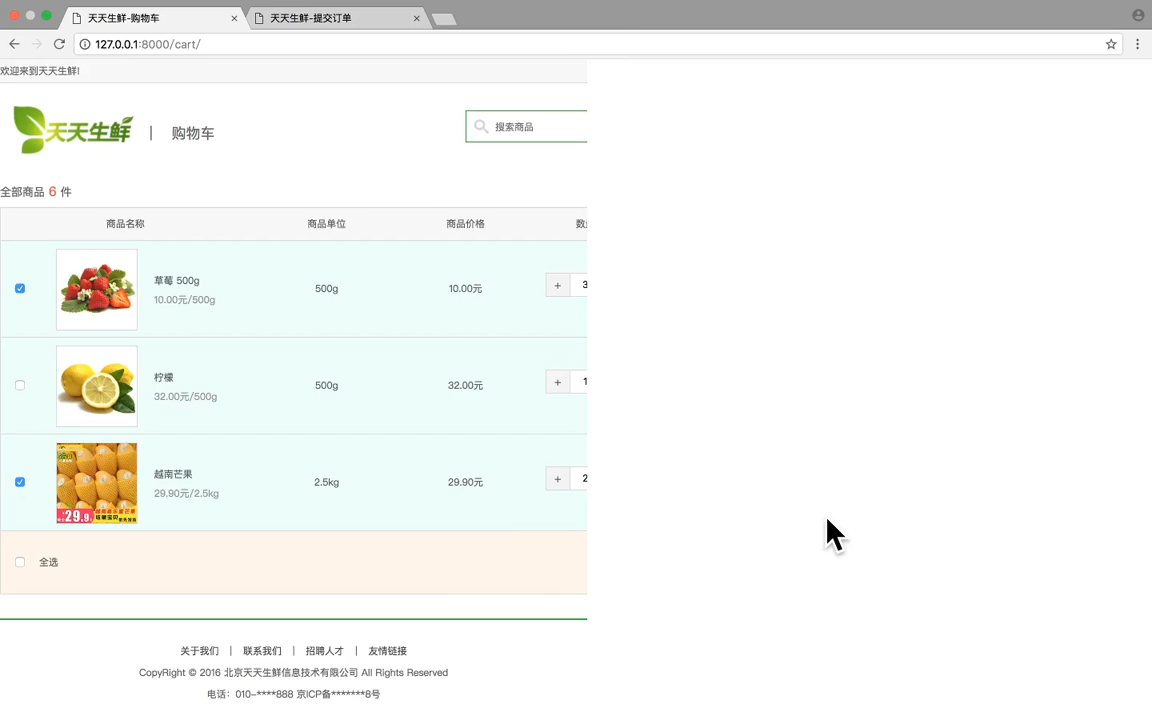 天天生鲜-购物车
天天生鲜-提交订单
127.0.0.1:8000/cart/
欢迎来到天天生鲜!
天天生鲜 | 购物车
搜索商品
全部商品 6 件
商品名称 商品单位 商品价格
草莓 500g
10.00元/500g
500g 10.00元 + 3
柠檬
32.00元/500g
500g 32.00元 + 1
越南芒果
29.90元/2.5kg
2.5kg 29.90元 + 2
29.9
全选
关于我们 | 联系我们 | 招聘人才 | 友情链接
CopyRight © 2016 北京天天生鲜信息技术有限公司 All Rights Reserved
电话：010-****888 京ICP备*******8号